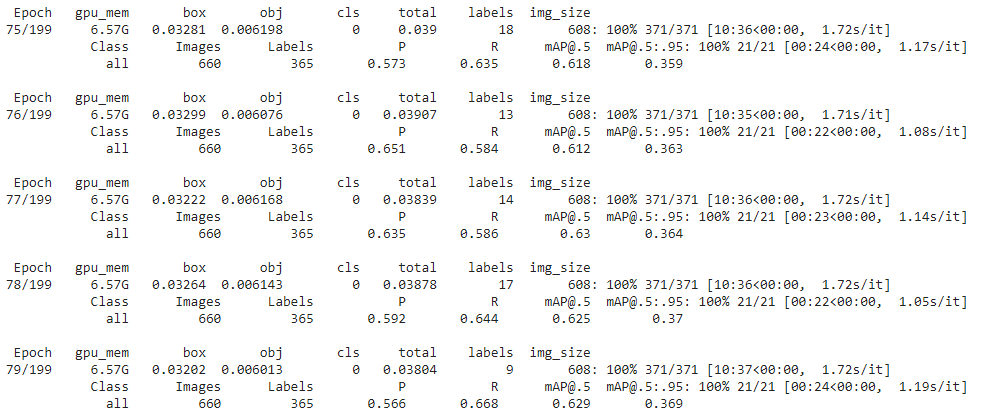 Epoch gpu_mem box obj cls total labels img_size
75/199 6.57G 0.03281 0.006198 0 0.039 18 608: 100% 371/371 [10:36<00:00, 1.72s/it]
Class Images Labels P R mAP@.5 mAP@.5:.95: 100% 21/21 [00:24<00:00, 1.17s/it]
all 660 365 0.573 0.635 0.618 0.359
Epoch gpu_mem box obj cls total labels img_size
76/199 6.57G 0.03299 0.006076 0 0.03907 13 608: 100% 371/371 [10:35<00:00, 1.71s/it]
Class Images Labels P R mAP@.5 mAP@.5:.95: 100% 21/21 [00:22<00:00, 1.08s/it]
all 660 365 0.651 0.584 0.612 0.363
Epoch gpu_mem box obj cls total labels img_size
77/199 6.57G 0.03222 0.006168 0 0.03839 14 608: 100% 371/371 [10:36<00:00, 1.72s/it]
Class Images Labels P R mAP@.5 mAP@.5:.95: 100% 21/21 [00:23<00:00, 1.14s/it]
all 660 365 0.635 0.586 0.63 0.364
Epoch gpu_mem box obj cls total labels img_size
78/199 6.57G 0.03264 0.006143 0 0.03878 17 608: 100% 371/371 [10:36<00:00, 1.72s/it]
Class Images Labels P R mAP@.5 mAP@.5:.95: 100% 21/21 [00:22<00:00, 1.05s/it]
all 660 365 0.592 0.644 0.625 0.37
Epoch gpu_mem box obj cls total labels img_size
79/199 6.57G 0.03202 0.006013 0 0.03804 9 608: 100% 371/371 [10:37<00:00, 1.72s/it]
Class Images Labels P R mAP@.5 mAP@.5:.95: 100% 21/21 [00:24<00:00, 1.19s/it]
all 660 365 0.566 0.668 0.629 0.369